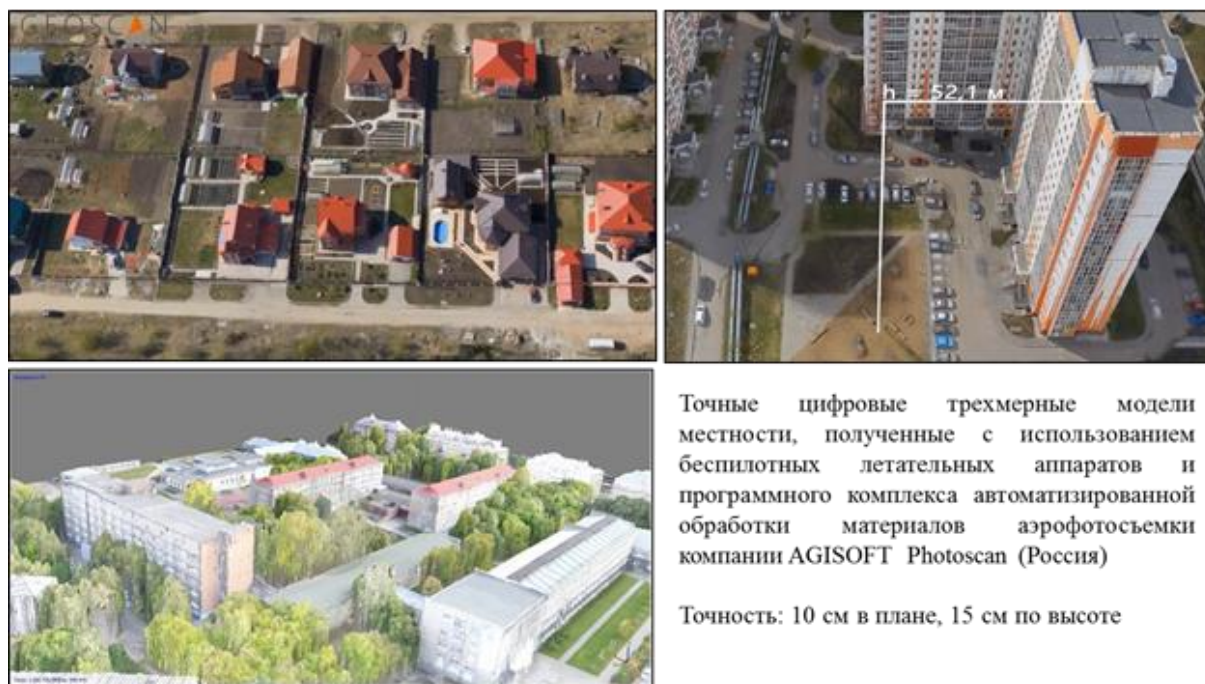 GEOSCAN
h = 52,1 м
Точные цифровые трехмерные модели
местности, полученные с использованием
беспилотных летательных аппаратов и
программного комплекса автоматизированной
обработки материалов аэрофотосъемки
компании AGISOFT Photoscan (Россия)
Точность: 10 см в плане, 15 см по высоте